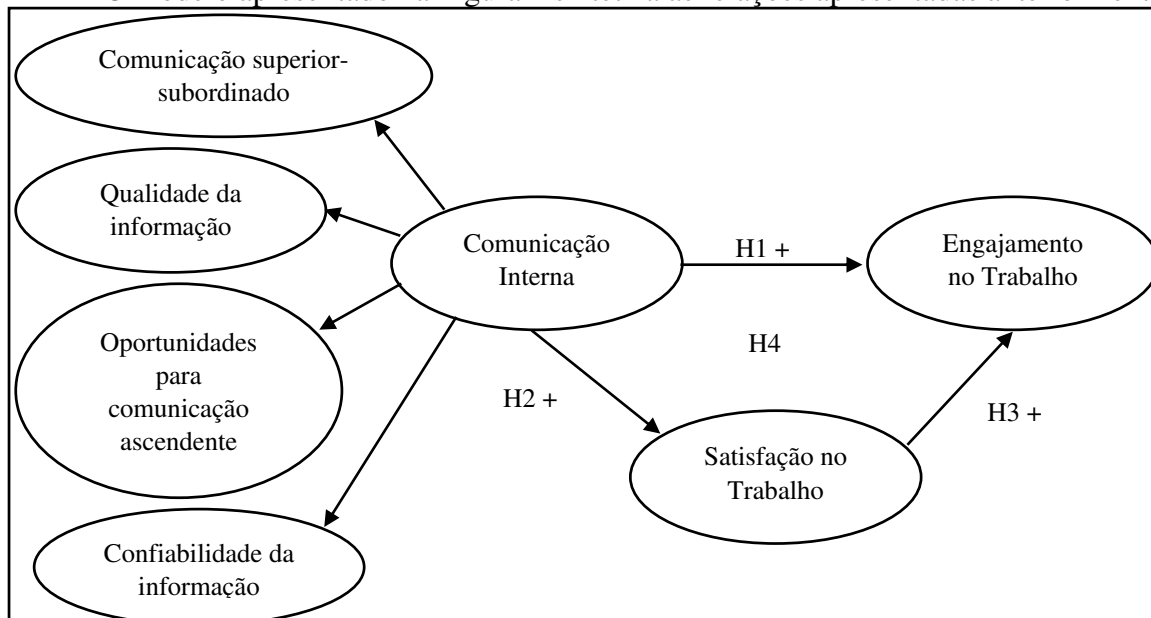 Comunicação superior-
subordinado
Qualidade da
informação
Oportunidades
para
comunicação
ascendente
Confiabilidade da
informação
Comunicação
Interna
H1 +
H4
H2 +
Satisfação no
Trabalho
H3 +
Engajamento
no Trabalho